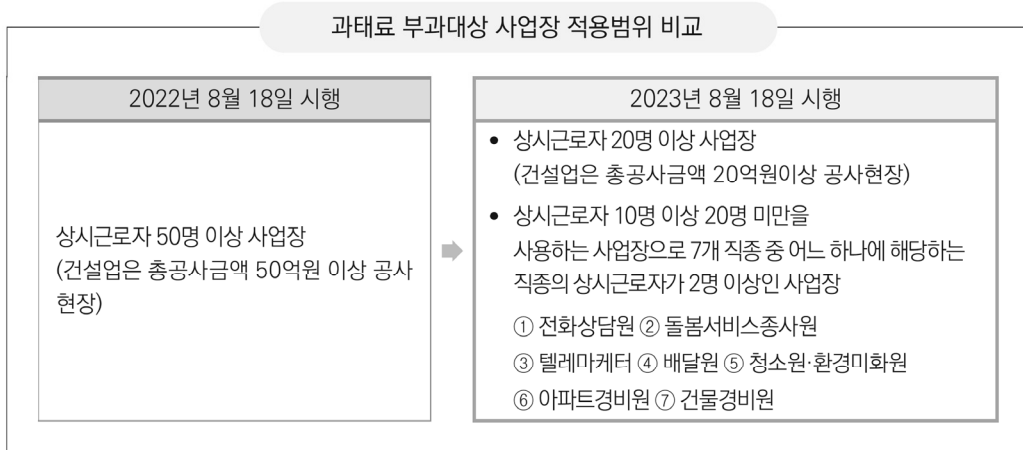 과태료 부과대상 사업장 적용범위 비교
2022년 8월 18일 시행
상시근로자 50명 이상 사업장
(건설업은 총공사금액 50억원 이상 공사
현장)
2023년 8월 18일 시행
• 상시근로자 20명 이상 사업장
(건설업은 총공사금액 20억원이상 공사현장)
• 상시근로자 10명 이상 20명 미만을
사용하는 사업장으로 7개 직종 중 어느 하나에 해당하는
직종의 상시근로자가 2명 이상인 사업장
① 전화상담원 ② 돌봄서비스종사원
③ 텔레마케터 ④ 배달원 ⑤ 청소원·환경미화원
⑥ 아파트경비원 ⑦ 건물경비원